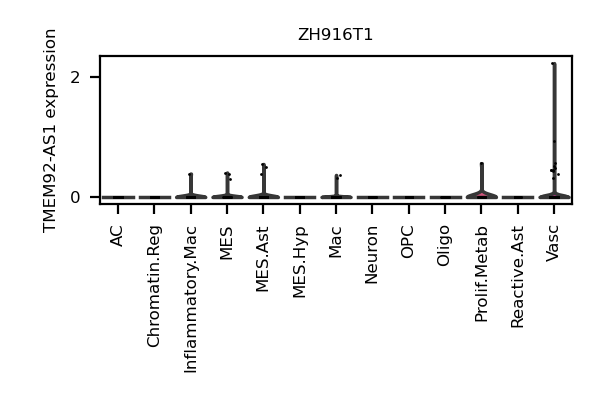 ZH916T1
TMEM92-AS1 expression
2
0
AC
Chromatin.Reg
Inflammatory.Mac
MES
MES.Ast
MES.Hyp
Mac
Neuron
OPC
Oligo
Prolif.Metab
Reactive.Ast
Vasc